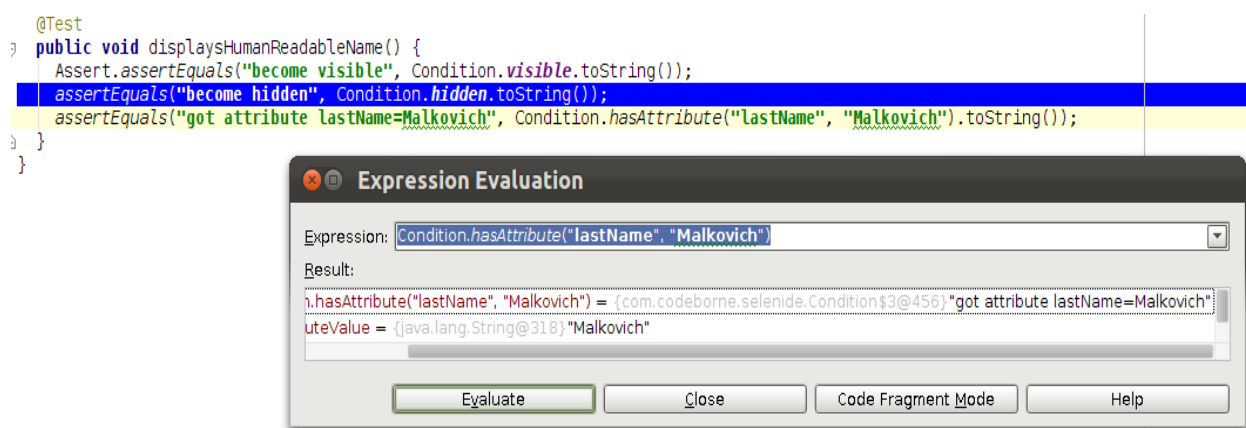 @Test
public void displaysHumanReadableName() {
Assert.assertEquals("become visible", Condition.visible.toString());
assertEquals("become hidden", Condition.hidden.toString());
assertEquals("got attribute lastName=Malkovich", Condition.hasAttribute("lastName", "Malkovich").toString());
}
}
Expression Evaluation
Expression: Condition.hasAttribute("lastName", "Malkovich")
Result:
n.hasAttribute("lastName", "Malkovich") = {com.codeborne.selenide.Condition$3@456}"got attribute lastName=Malkovich"
uteValue = {java.lang.String@318}"Malkovich"
Evaluate Close Code Fragment Mode Help